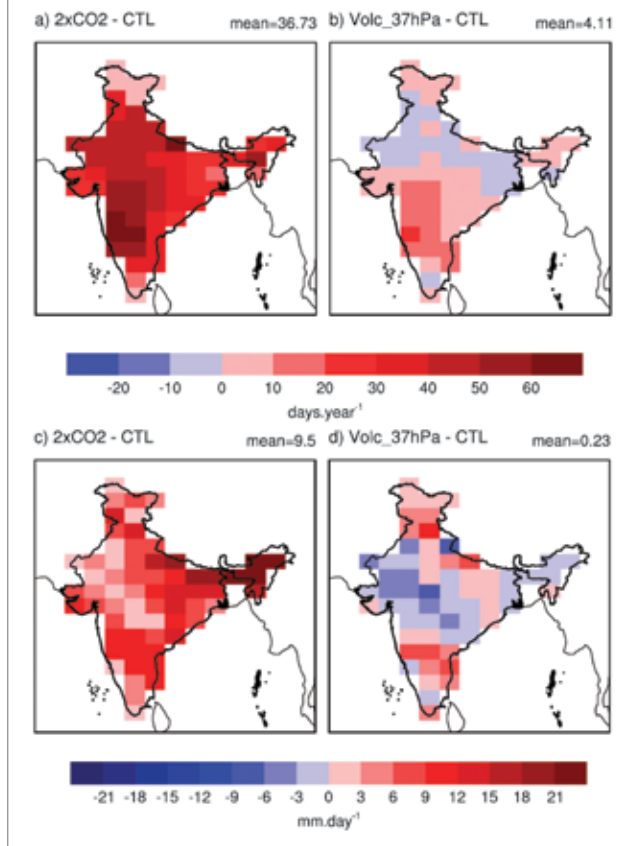 a) 2xCO2 - CTL mean=36.73 b) Volc_37hPa - CTL mean=4.11
-20 -10 0 10 20 30 40 50 60
days.year⁻¹
c) 2xCO2 - CTL mean=9.5 d) Volc_37hPa - CTL mean=0.23
-21 -18 -15 -12 -9 -6 -3 0 3 6 9 12 15 18 21
mm.day⁻¹